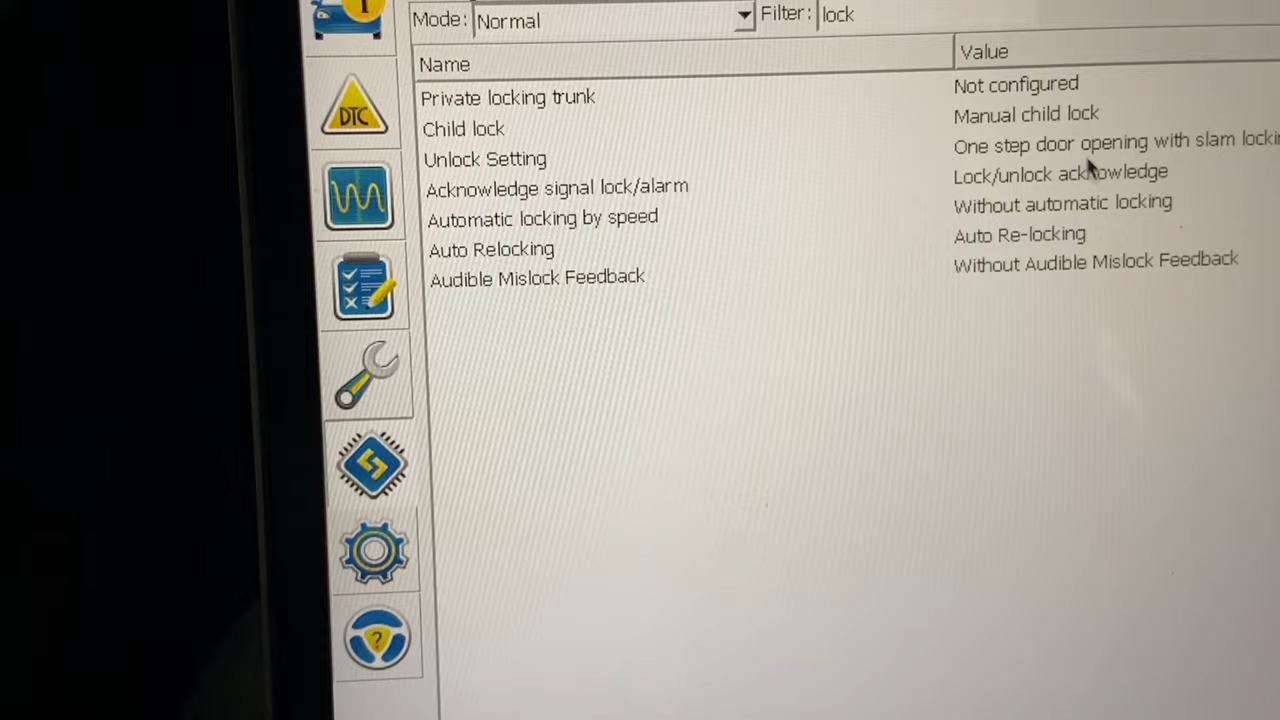 Mode: Normal Filter: lock
Name Value
Private locking trunk Not configured
Child lock Manual child lock
Unlock Setting One step door opening with slam
Acknowledge signal lock/alarm Lock/unlock acknowledge
Automatic locking by speed Without automatic locking
Auto Relocking Auto Re-locking
Audible Mislock Feedback Without Audible Mislock Feedback
DTC
?